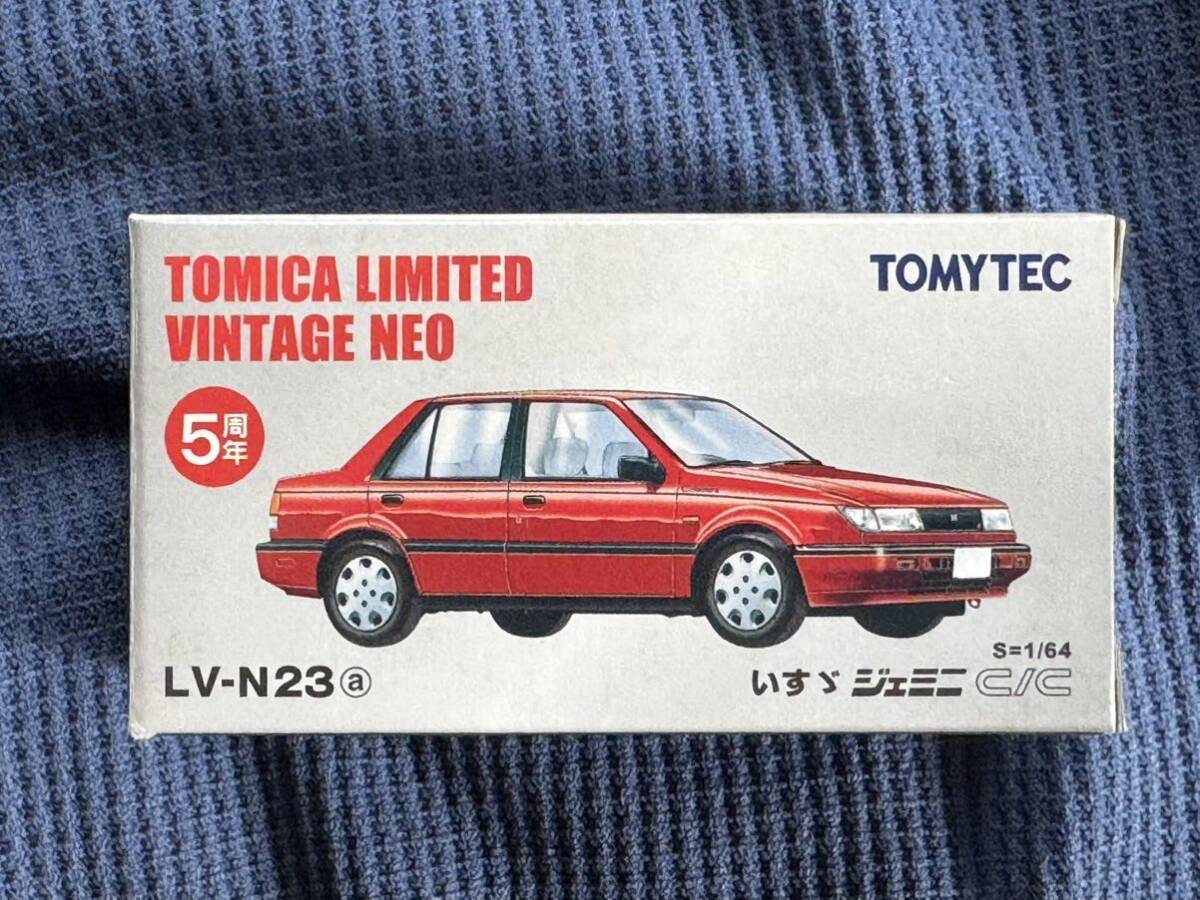 TOMICA LIMITED
VINTAGE NEO
TOMYTEC
5周年
S=1/64
LV-N23ⓐ
いすゞ ジェミニ C/C